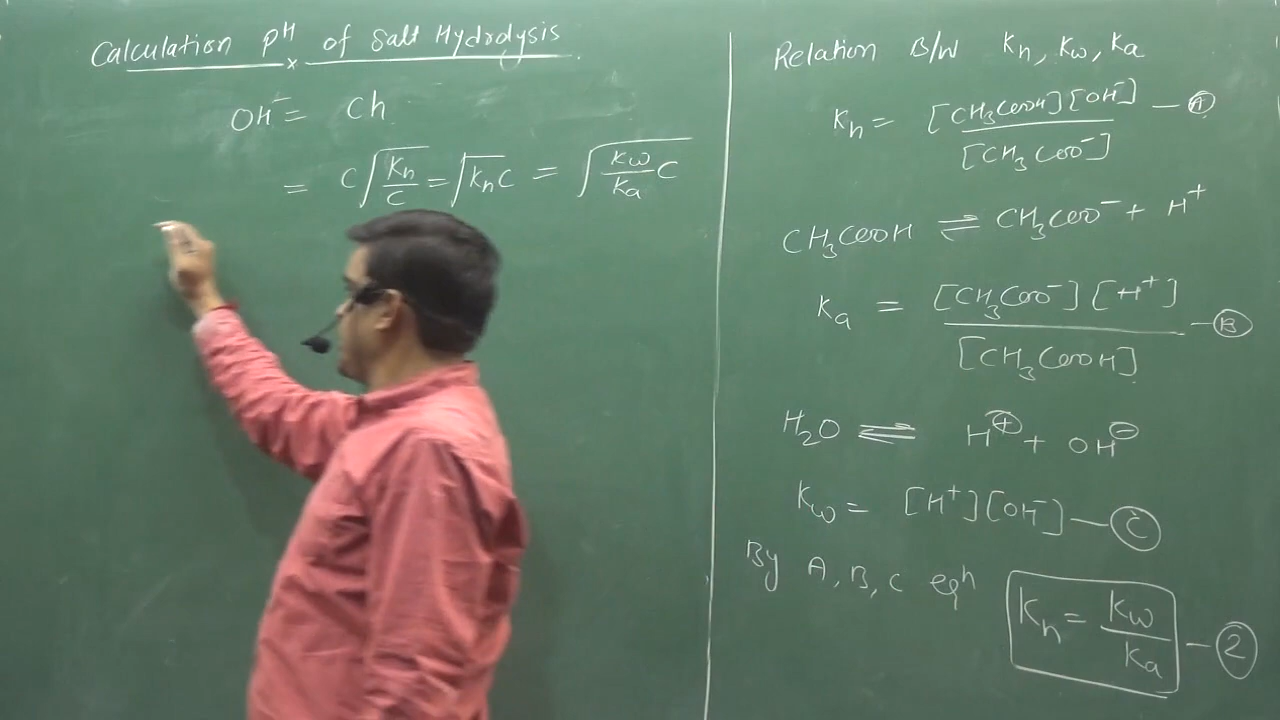 Calculation pH of Salt Hydrolysis
OH⁻ = Ch
= C√(Kh/C) = √(KhC) = √(Kw/Ka C)
Relation B/W Kh, Kw, Ka
Kh = [CH3COOH][OH⁻] / [CH3COO⁻] — Ⓐ
CH3COOH ⇌ CH3COO⁻ + H⁺
Ka = [CH3COO⁻][H⁺] / [CH3COOH] — Ⓑ
H2O ⇌ H⊕ + OH⊖
Kw = [H⁺][OH⁻] — Ⓒ
By A, B, C eqn
Kh = Kw/Ka — ②